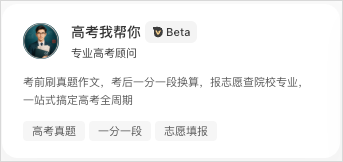 高考我帮你 Beta
专业高考顾问
考前刷真题作文，考后一分一段换算，报志愿查院校专业，
一站式搞定高考全周期
高考真题 一分一段 志愿填报